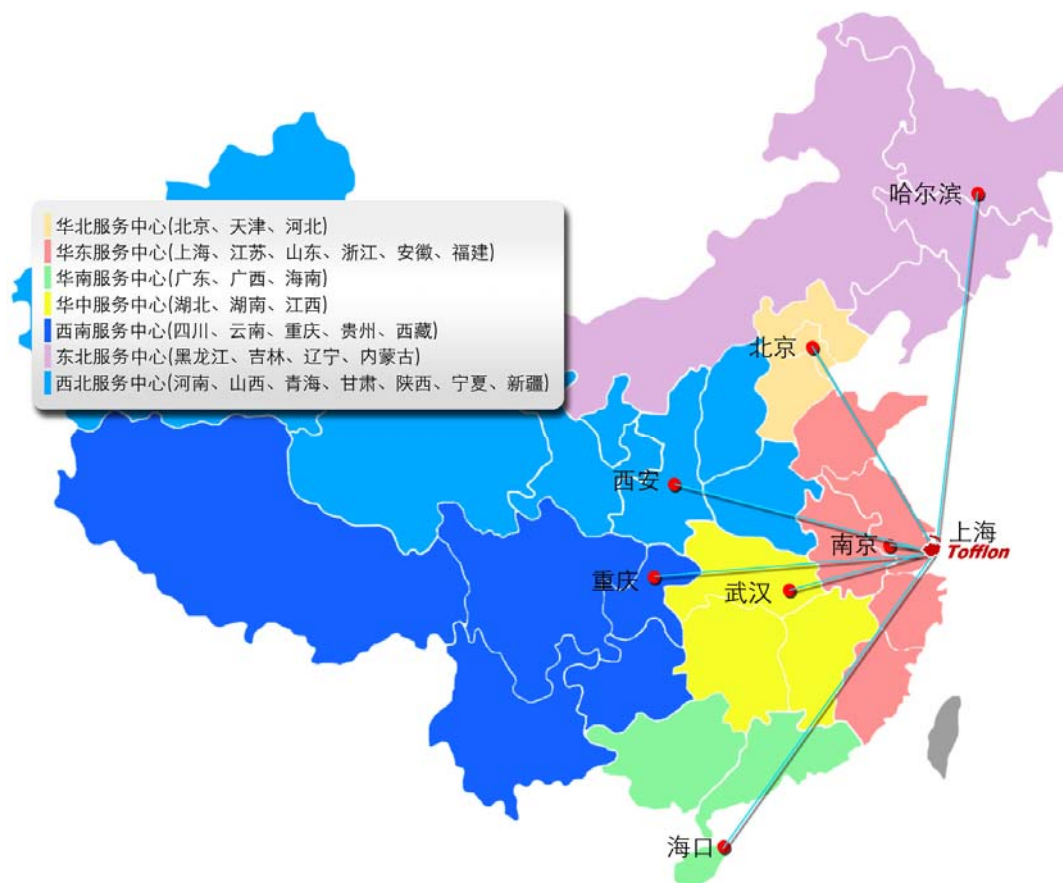 哈尔滨
华北服务中心(北京、天津、河北)
华东服务中心(上海、江苏、山东、浙江、安徽、福建)
华南服务中心(广东、广西、海南)
华中服务中心(湖北、湖南、江西)
西南服务中心(四川、云南、重庆、贵州、西藏)
东北服务中心(黑龙江、吉林、辽宁、内蒙古)
西北服务中心(河南、山西、青海、甘肃、陕西、宁夏、新疆)
北京
西安
上海
南京
Tofflon
重庆
武汉
海口